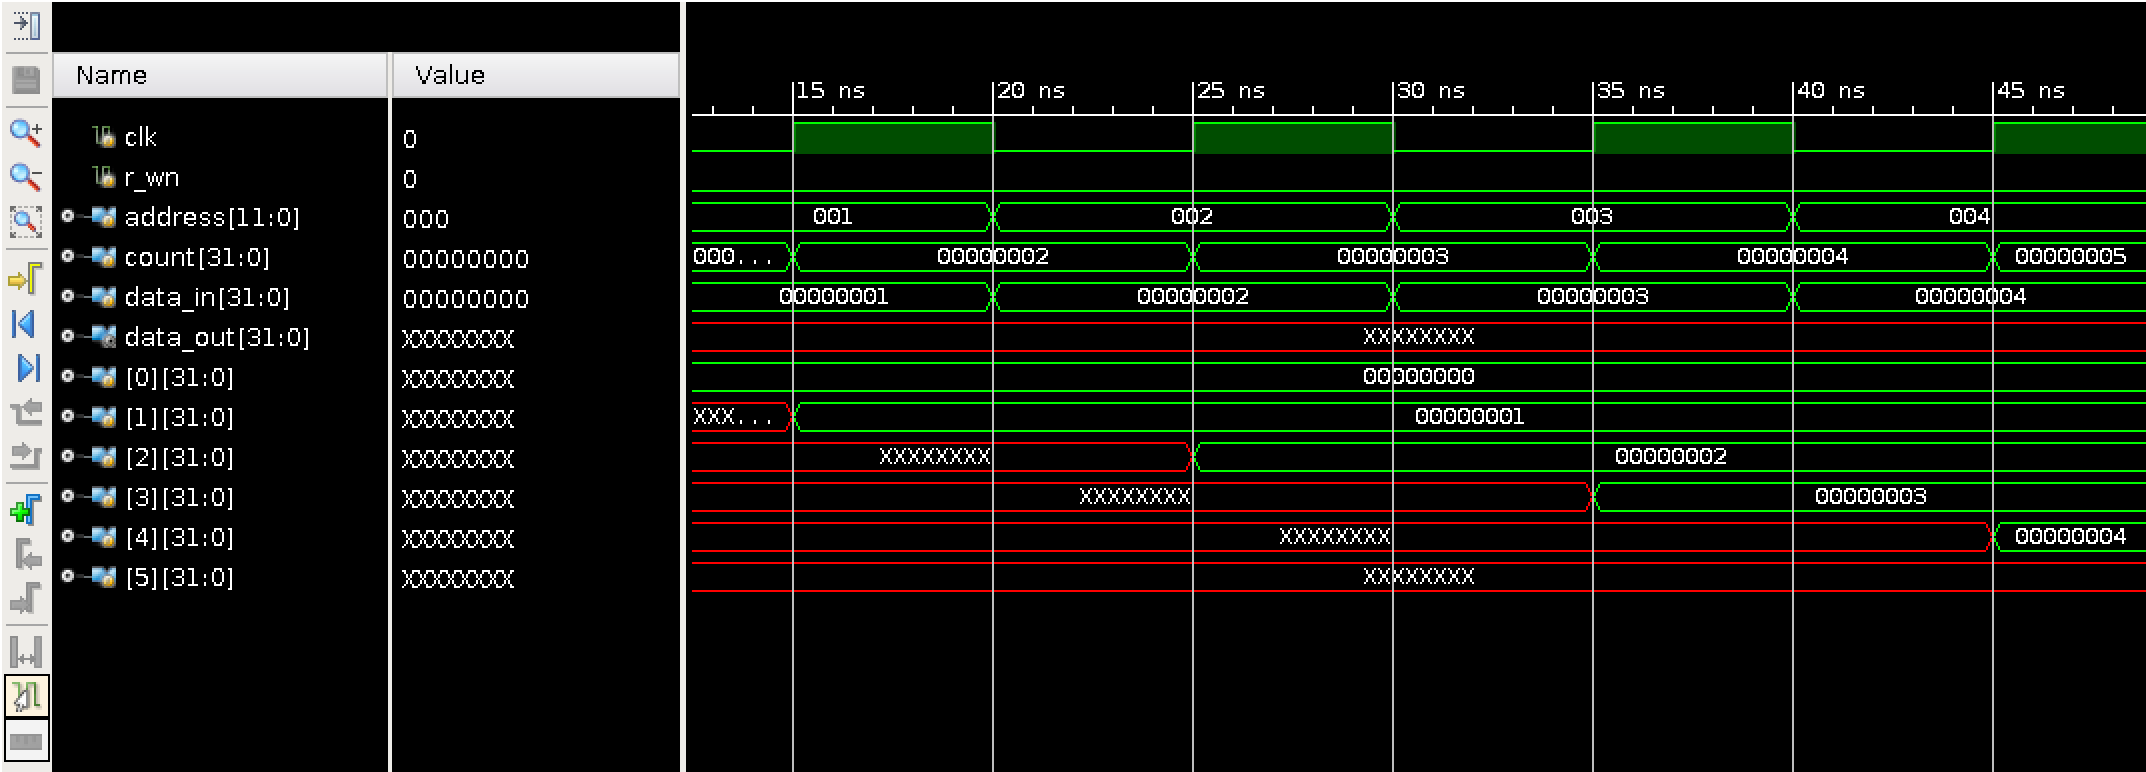 Name Value
15 ns 20 ns 25 ns 30 ns 35 ns 40 ns 45 ns
clk 0
r_wn 0
address[11:0] 000 001 002 003 004
count[31:0] 00000000 000... 00000002 00000003 00000004 00000005
data_in[31:0] 00000000 00000001 00000002 00000003 00000004
data_out[31:0] XXXXXXXX XXXXXXXX
[0][31:0] XXXXXXXX 00000000
[1][31:0] XXXXXXXX XXX... 00000001
[2][31:0] XXXXXXXX XXXXXXXX 00000002
[3][31:0] XXXXXXXX XXXXXXXX 00000003
[4][31:0] XXXXXXXX XXXXXXXX 00000004
[5][31:0] XXXXXXXX XXXXXXXX